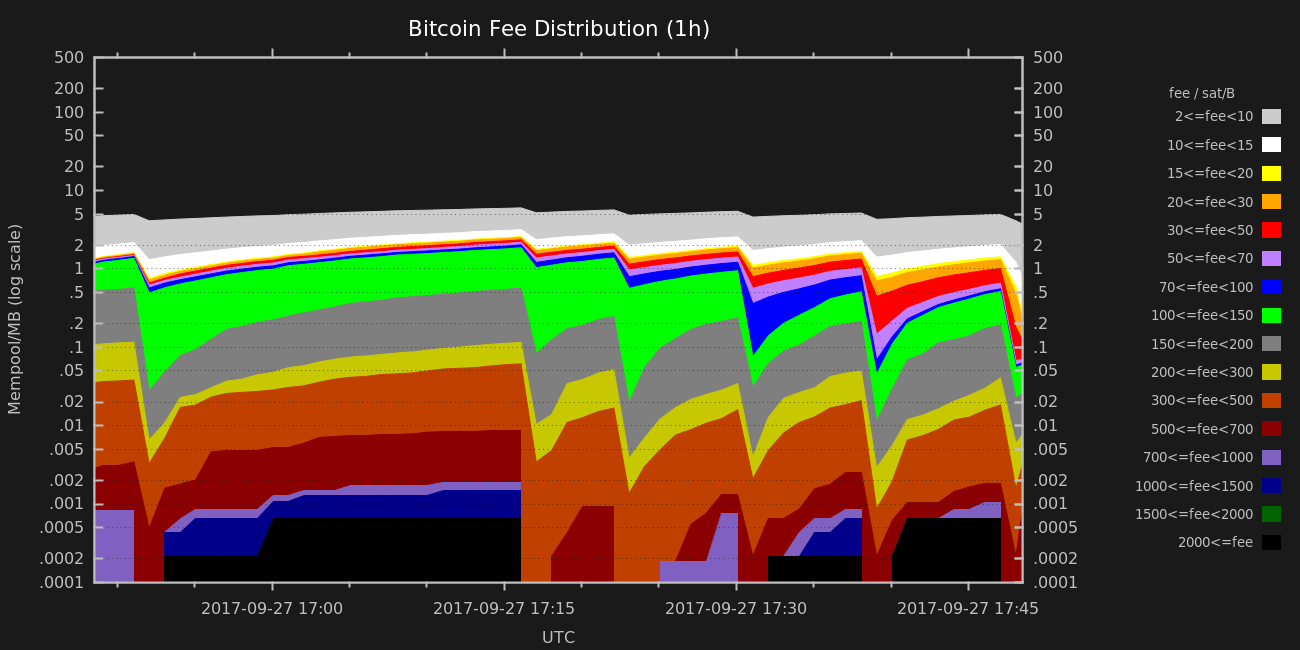 Bitcoin Fee Distribution (1h)
500 500
200 200
100 100
50 50
20 20
10 10
5 5
2 2
1 1
.5 .5
.2 .2
.1 .1
.05 .05
.02 .02
.01 .01
.005 .005
.002 .002
.001 .001
.0005 .0005
.0002 .0002
.0001 .0001
Mempool/MB (log scale)
2017-09-27 17:00 2017-09-27 17:15 2017-09-27 17:30 2017-09-27 17:45
UTC
fee / sat/B
2<=fee<10
10<=fee<15
15<=fee<20
20<=fee<30
30<=fee<50
50<=fee<70
70<=fee<100
100<=fee<150
150<=fee<200
200<=fee<300
300<=fee<500
500<=fee<700
700<=fee<1000
1000<=fee<1500
1500<=fee<2000
2000<=fee